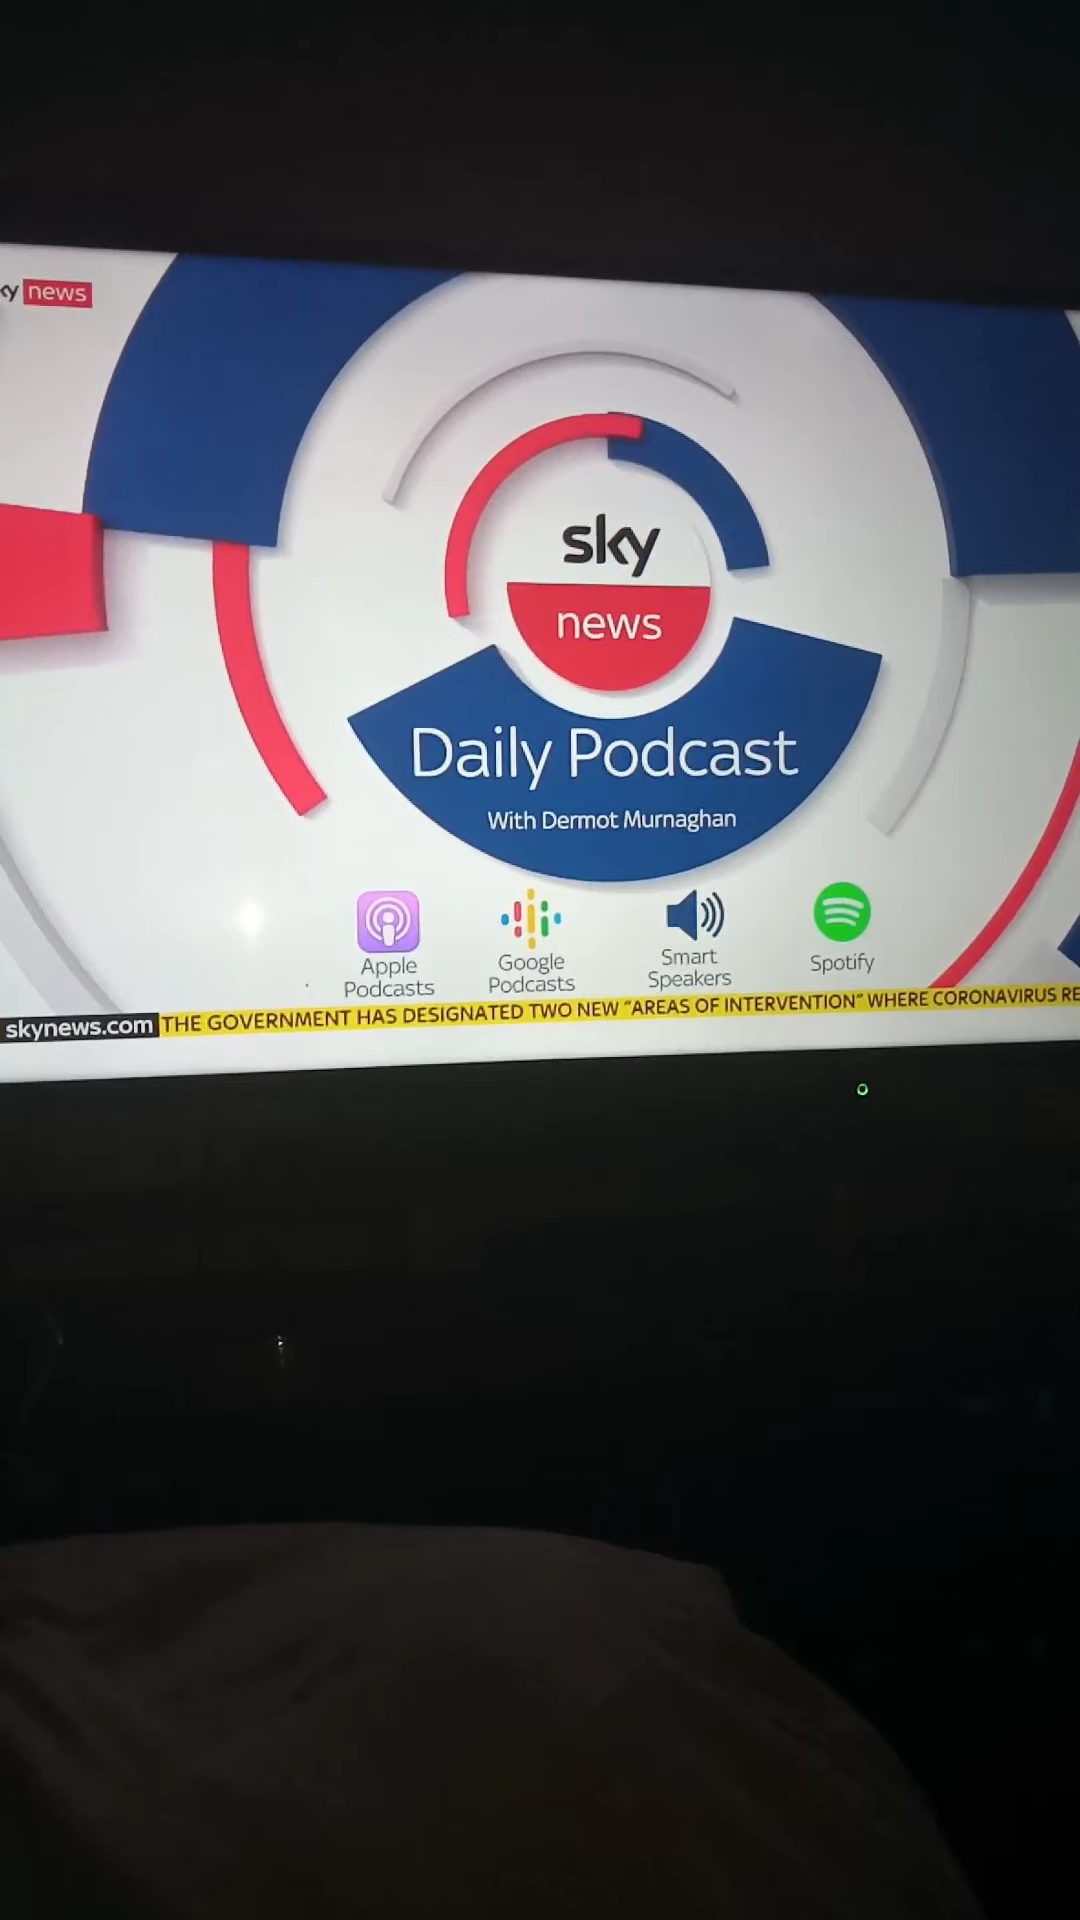 news
sky
news
Daily Podcast
With Dermot Murnaghan
Apple
Podcasts
Google
Podcasts
Smart
Speakers
Spotify
skynews.com THE GOVERNMENT HAS DESIGNATED TWO NEW "AREAS OF INTERVENTION" WHERE CORONAVIRUS